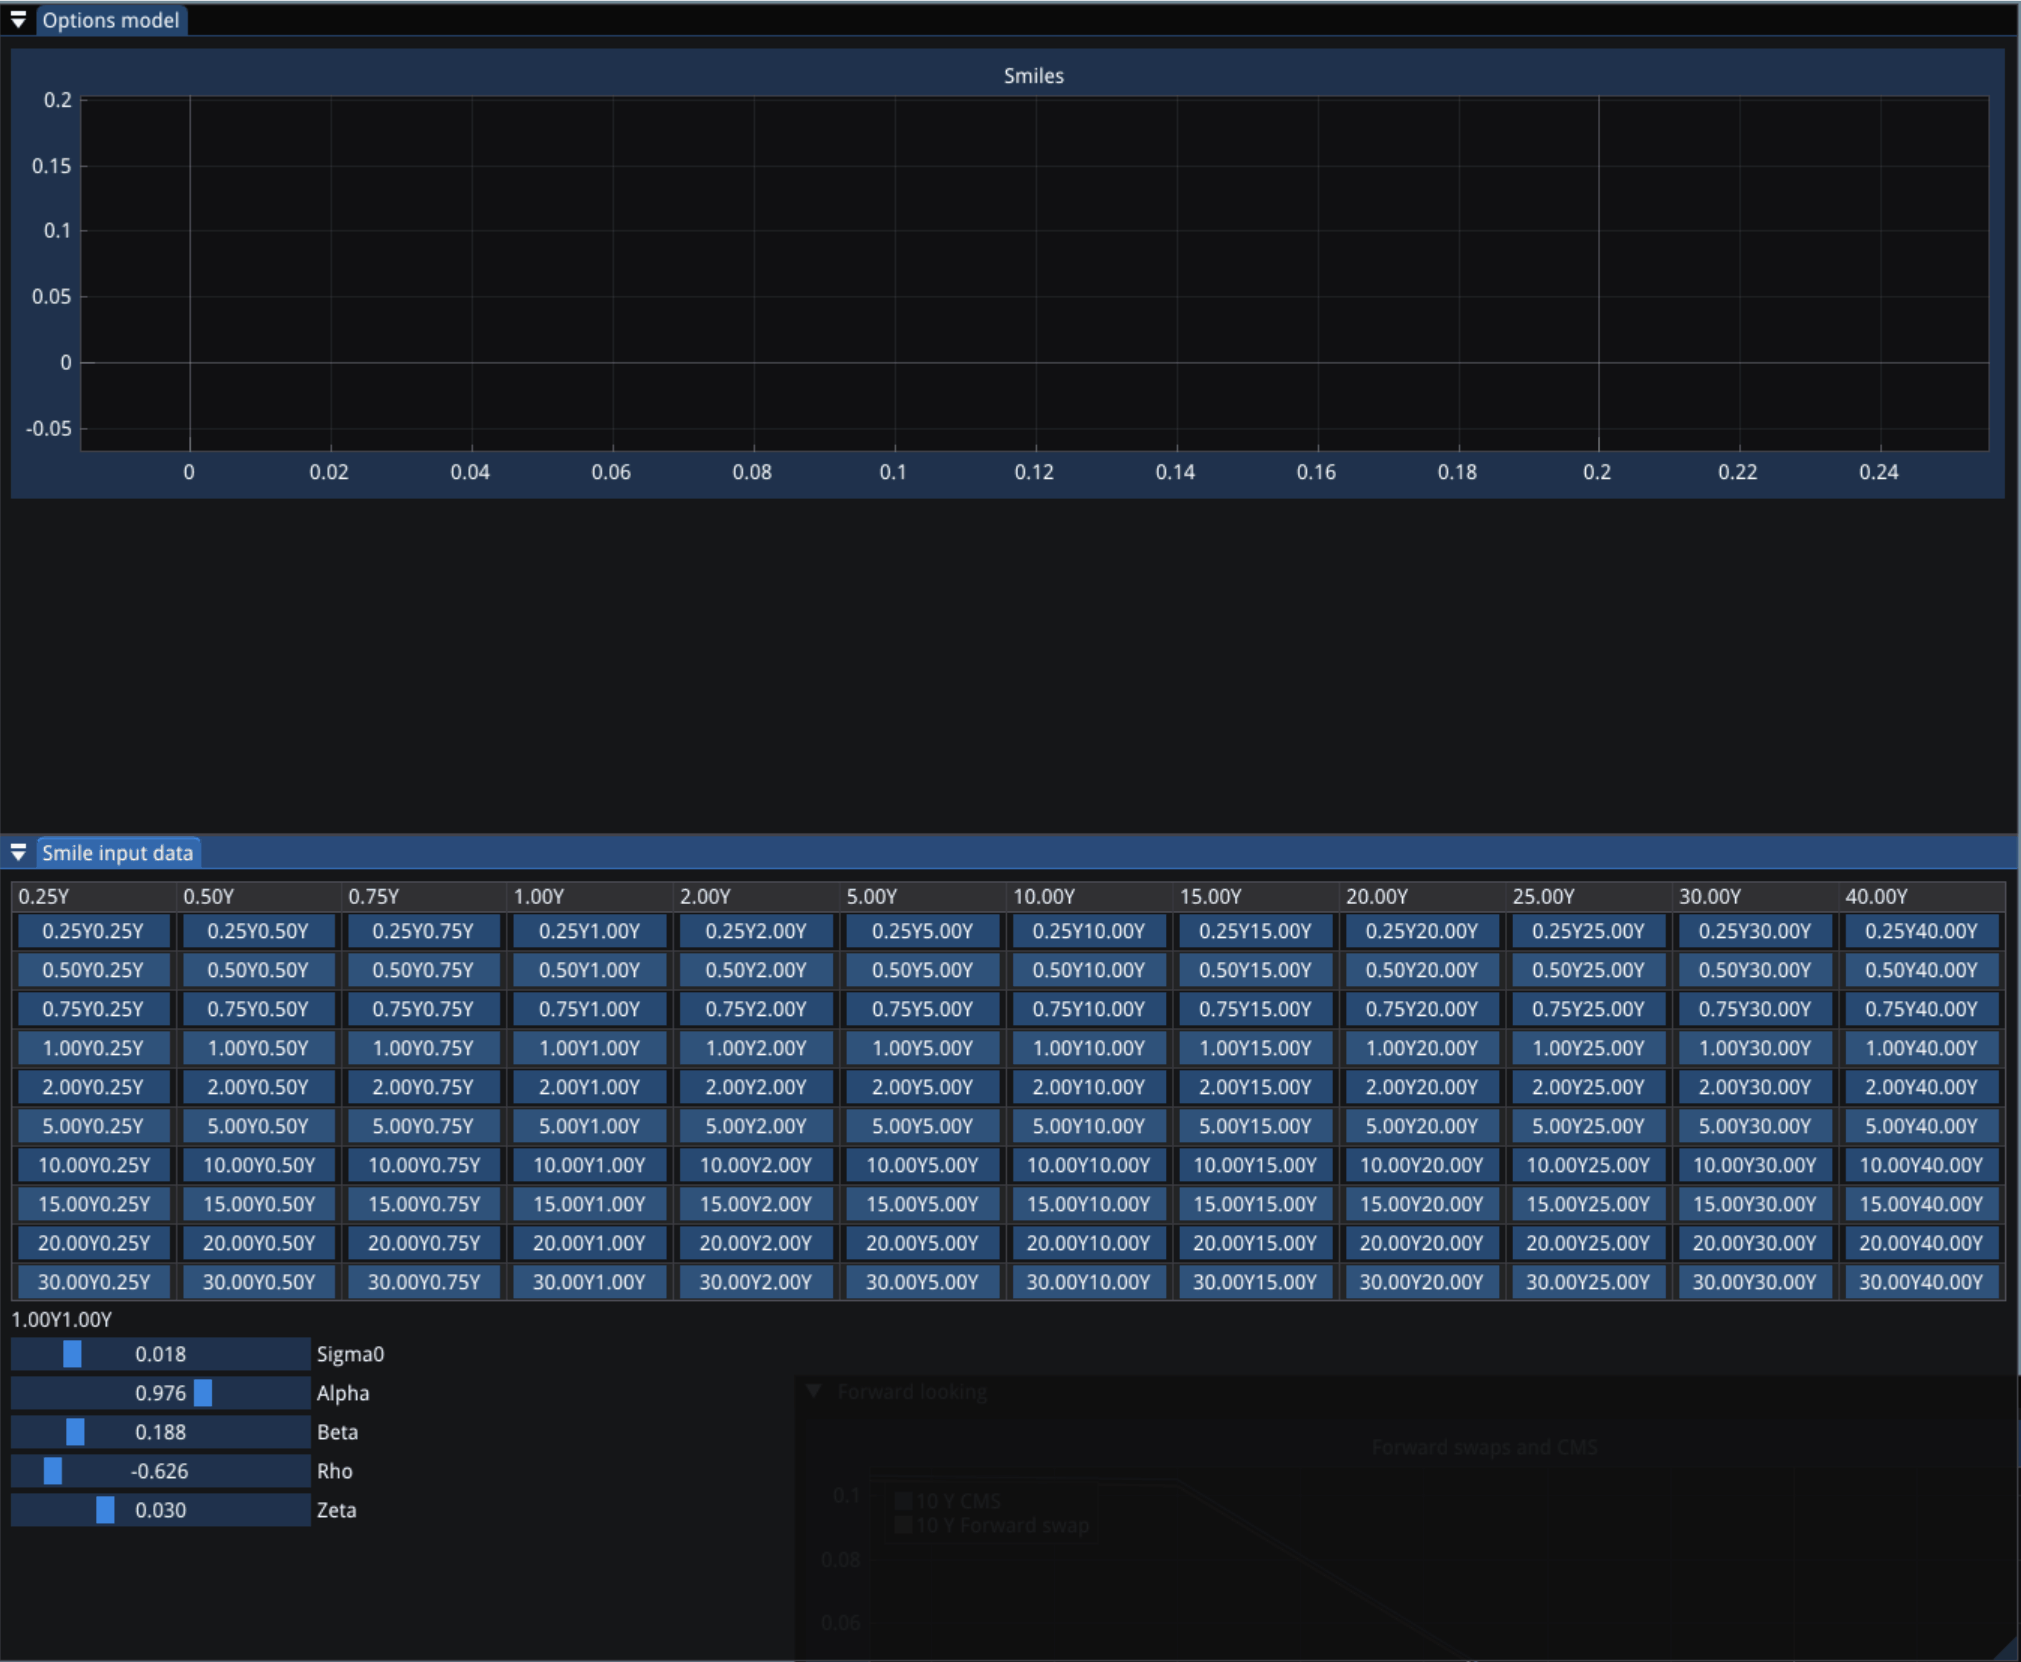 Options model
Smiles
0.2
0.15
0.1
0.05
0
-0.05
0 0.02 0.04 0.06 0.08 0.1 0.12 0.14 0.16 0.18 0.2 0.22 0.24
Smile input data
0.25Y 0.50Y 0.75Y 1.00Y 2.00Y 5.00Y 10.00Y 15.00Y 20.00Y 25.00Y 30.00Y 40.00Y
0.25Y0.25Y 0.25Y0.50Y 0.25Y0.75Y 0.25Y1.00Y 0.25Y2.00Y 0.25Y5.00Y 0.25Y10.00Y 0.25Y15.00Y 0.25Y20.00Y 0.25Y25.00Y 0.25Y30.00Y 0.25Y40.00Y
0.50Y0.25Y 0.50Y0.50Y 0.50Y0.75Y 0.50Y1.00Y 0.50Y2.00Y 0.50Y5.00Y 0.50Y10.00Y 0.50Y15.00Y 0.50Y20.00Y 0.50Y25.00Y 0.50Y30.00Y 0.50Y40.00Y
0.75Y0.25Y 0.75Y0.50Y 0.75Y0.75Y 0.75Y1.00Y 0.75Y2.00Y 0.75Y5.00Y 0.75Y10.00Y 0.75Y15.00Y 0.75Y20.00Y 0.75Y25.00Y 0.75Y30.00Y 0.75Y40.00Y
1.00Y0.25Y 1.00Y0.50Y 1.00Y0.75Y 1.00Y1.00Y 1.00Y2.00Y 1.00Y5.00Y 1.00Y10.00Y 1.00Y15.00Y 1.00Y20.00Y 1.00Y25.00Y 1.00Y30.00Y 1.00Y40.00Y
2.00Y0.25Y 2.00Y0.50Y 2.00Y0.75Y 2.00Y1.00Y 2.00Y2.00Y 2.00Y5.00Y 2.00Y10.00Y 2.00Y15.00Y 2.00Y20.00Y 2.00Y25.00Y 2.00Y30.00Y 2.00Y40.00Y
5.00Y0.25Y 5.00Y0.50Y 5.00Y0.75Y 5.00Y1.00Y 5.00Y2.00Y 5.00Y5.00Y 5.00Y10.00Y 5.00Y15.00Y 5.00Y20.00Y 5.00Y25.00Y 5.00Y30.00Y 5.00Y40.00Y
10.00Y0.25Y 10.00Y0.50Y 10.00Y0.75Y 10.00Y1.00Y 10.00Y2.00Y 10.00Y5.00Y 10.00Y10.00Y 10.00Y15.00Y 10.00Y20.00Y 10.00Y25.00Y 10.00Y30.00Y 10.00Y40.00Y
15.00Y0.25Y 15.00Y0.50Y 15.00Y0.75Y 15.00Y1.00Y 15.00Y2.00Y 15.00Y5.00Y 15.00Y10.00Y 15.00Y15.00Y 15.00Y20.00Y 15.00Y25.00Y 15.00Y30.00Y 15.00Y40.00Y
20.00Y0.25Y 20.00Y0.50Y 20.00Y0.75Y 20.00Y1.00Y 20.00Y2.00Y 20.00Y5.00Y 20.00Y10.00Y 20.00Y15.00Y 20.00Y20.00Y 20.00Y25.00Y 20.00Y30.00Y 20.00Y40.00Y
30.00Y0.25Y 30.00Y0.50Y 30.00Y0.75Y 30.00Y1.00Y 30.00Y2.00Y 30.00Y5.00Y 30.00Y10.00Y 30.00Y15.00Y 30.00Y20.00Y 30.00Y25.00Y 30.00Y30.00Y 30.00Y40.00Y
1.00Y1.00Y
0.018 Sigma0
0.976 Alpha
0.188 Beta
-0.626 Rho
0.030 Zeta
Forward looking
Forward swaps and CMS
0.1
10 Y CMS
10 Y Forward swap
0.08
0.06